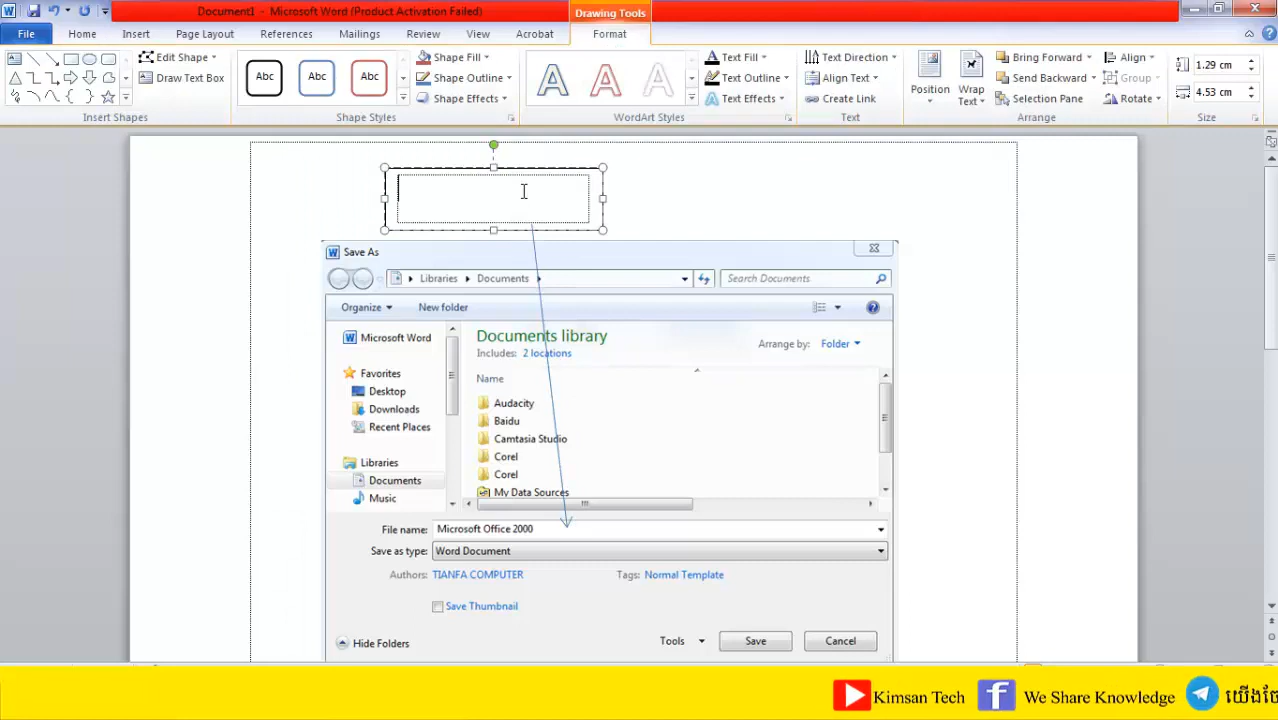 Document1 - Microsoft Word (Product Activation Failed)
Drawing Tools
File Home Insert Page Layout References Mailings Review View Acrobat Format
Edit Shape
Draw Text Box
Insert Shapes
Abc Abc Abc
Shape Fill
Shape Outline
Shape Effects
Shape Styles
A A A
Text Fill
Text Outline
Text Effects
WordArt Styles
Text Direction
Align Text
Create Link
Text
Position
Wrap Text
Bring Forward
Send Backward
Selection Pane
Align
Group
Rotate
Arrange
1.29 cm
4.53 cm
Size
Save As
Libraries Documents
Search Documents
Organize New folder
Microsoft Word
Favorites
Desktop
Downloads
Recent Places
Libraries
Documents
Music
Documents library
Includes: 2 locations
Arrange by: Folder
Name
Audacity
Baidu
Camtasia Studio
Corel
Corel
My Data Sources
File name: Microsoft Office 2000
Save as type: Word Document
Authors: TIANFA COMPUTER
Tags: Normal Template
Save Thumbnail
Hide Folders
Tools Save Cancel
Kimsan Tech We Share Knowledge យើងចែ